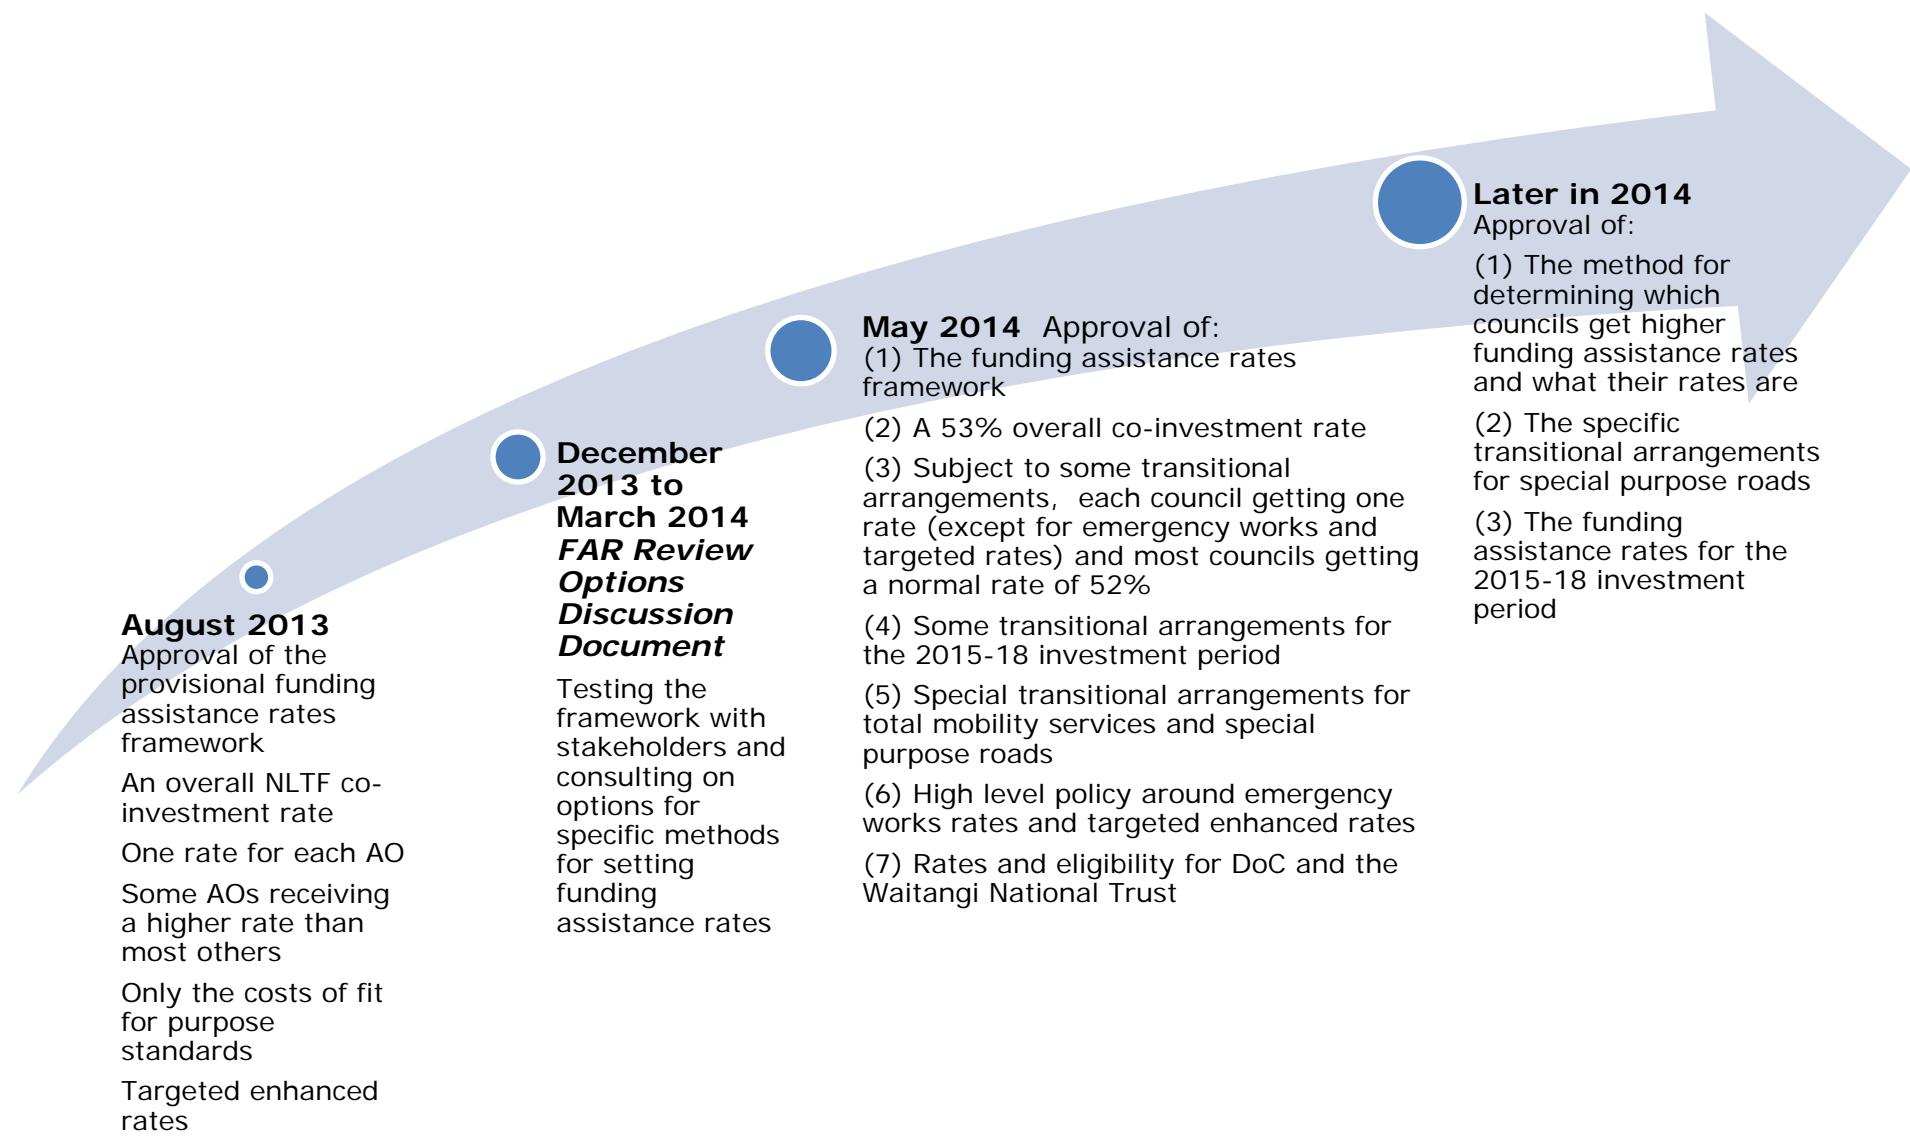 August 2013
Approval of the
provisional funding
assistance rates
framework
An overall NLTF co-
investment rate
One rate for each AO
Some AOs receiving
a higher rate than
most others
Only the costs of fit
for purpose
standards
Targeted enhanced
rates
December
2013 to
March 2014
FAR Review
Options
Discussion
Document
Testing the
framework with
stakeholders and
consulting on
options for
specific methods
for setting
funding
assistance rates
May 2014  Approval of:
(1) The funding assistance rates
framework
(2) A 53% overall co-investment rate
(3) Subject to some transitional
arrangements,  each council getting one
rate (except for emergency works and
targeted rates) and most councils getting
a normal rate of 52%
(4) Some transitional arrangements for
the 2015-18 investment period
(5) Special transitional arrangements for
total mobility services and special
purpose roads
(6) High level policy around emergency
works rates and targeted enhanced rates
(7) Rates and eligibility for DoC and the
Waitangi National Trust
Later in 2014
Approval of:
(1) The method for
determining which
councils get higher
funding assistance rates
and what their rates are
(2) The specific
transitional arrangements
for special purpose roads
(3) The funding
assistance rates for the
2015-18 investment
period